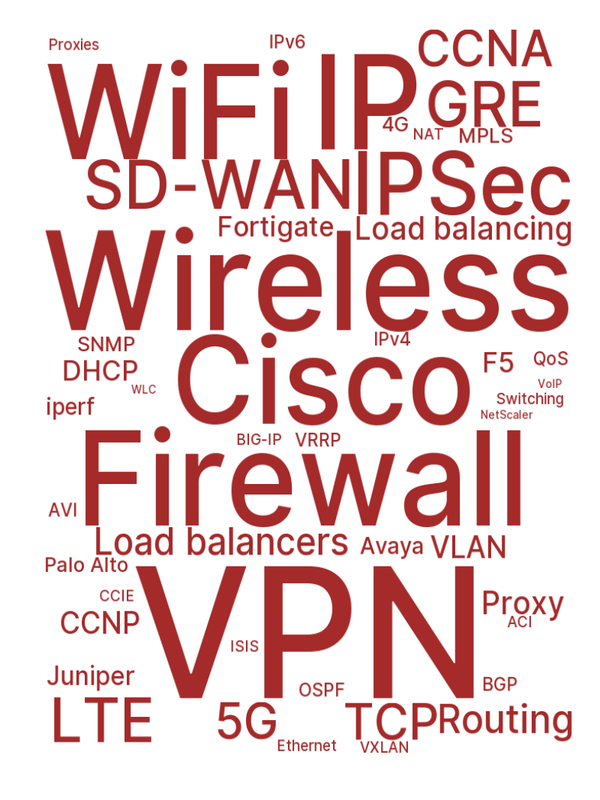 Proxies
IPv6
CCNA
WiFi
IP
GRE
4G
NAT
MPLS
SD-WAN
IPSec
Fortigate
Load balancing
Wireless
SNMP
IPv4
DHCP
WLC
Cisco
F5
QoS
VoIP
iperf
Switching
NetScaler
BIG-IP
VRRP
Firewall
AVI
Load balancers
Avaya
VLAN
Palo Alto
VPN
CCIE
Proxy
CCNP
ACI
ISIS
Juniper
OSPF
BGP
LTE
5G
TCP
Routing
Ethernet
VXLAN